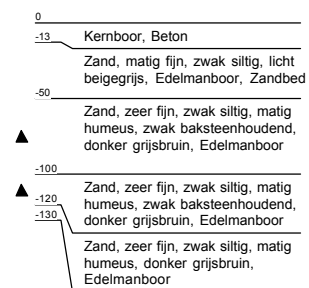 0
-13
Kernboor, Beton
Zand, matig fijn, zwak siltig, licht
beigegrijs, Edelmanboor, Zandbed
-50
Zand, zeer fijn, zwak siltig, matig
humeus, zwak baksteenhoudend,
donker grijsbruin, Edelmanboor
-100
Zand, zeer fijn, zwak siltig, matig
humeus, zwak baksteenhoudend,
donker grijsbruin, Edelmanboor
-120
-130
Zand, zeer fijn, zwak siltig, matig
humeus, donker grijsbruin,
Edelmanboor